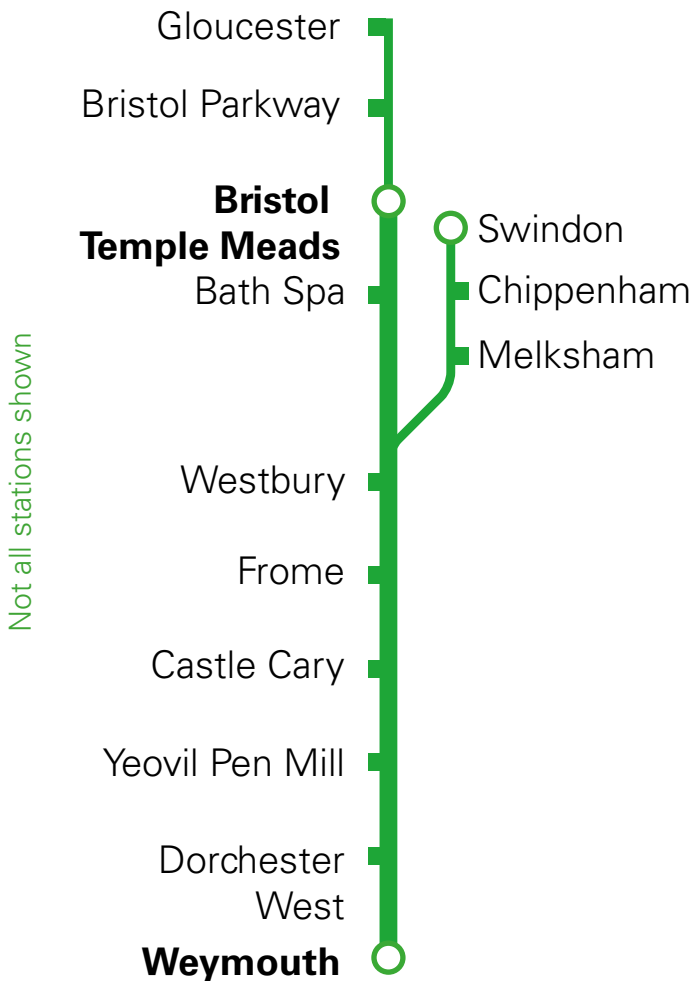 Gloucester
Bristol Parkway
Bristol
Temple Meads
Bath Spa
Swindon
Chippenham
Melksham
Westbury
Frome
Castle Cary
Yeovil Pen Mill
Dorchester
West
Weymouth
Not all stations shown